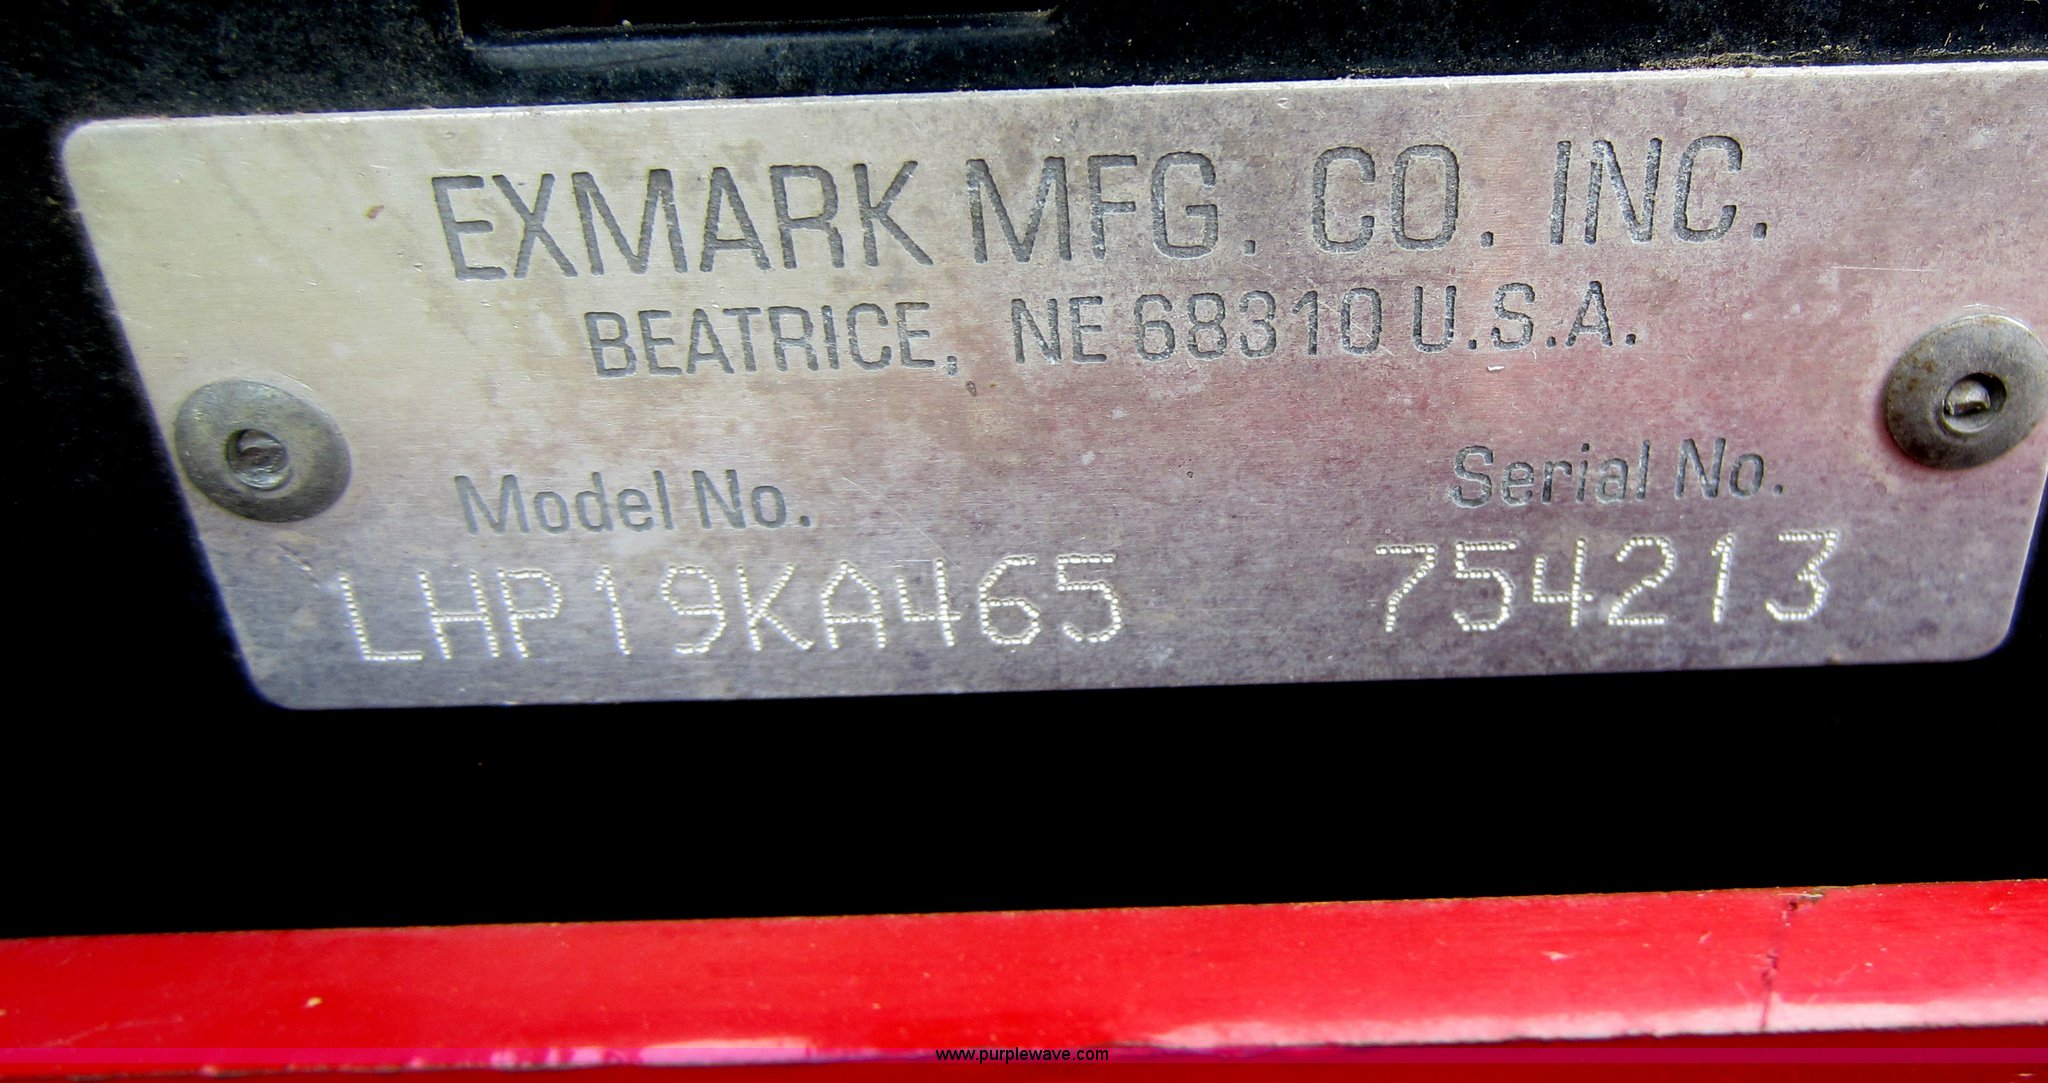 EXMARK MFG. CO. INC.
BEATRICE, NE 68310 U.S.A.
Model No. Serial No.
LHP19KA465 754213
www.purplewave.com